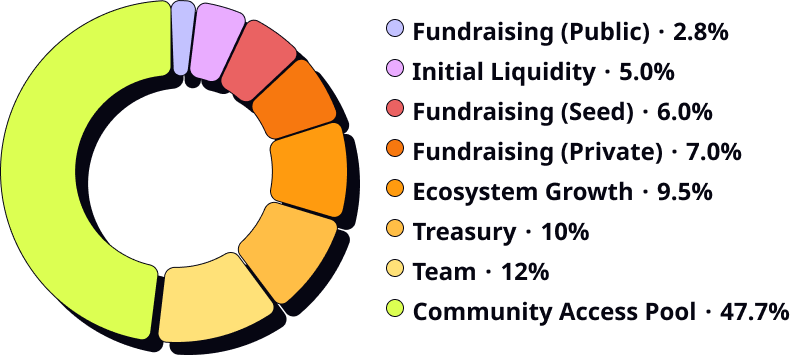 Fundraising (Public) · 2.8%
Initial Liquidity · 5.0%
Fundraising (Seed) · 6.0%
Fundraising (Private) · 7.0%
Ecosystem Growth · 9.5%
Treasury · 10%
Team · 12%
Community Access Pool · 47.7%